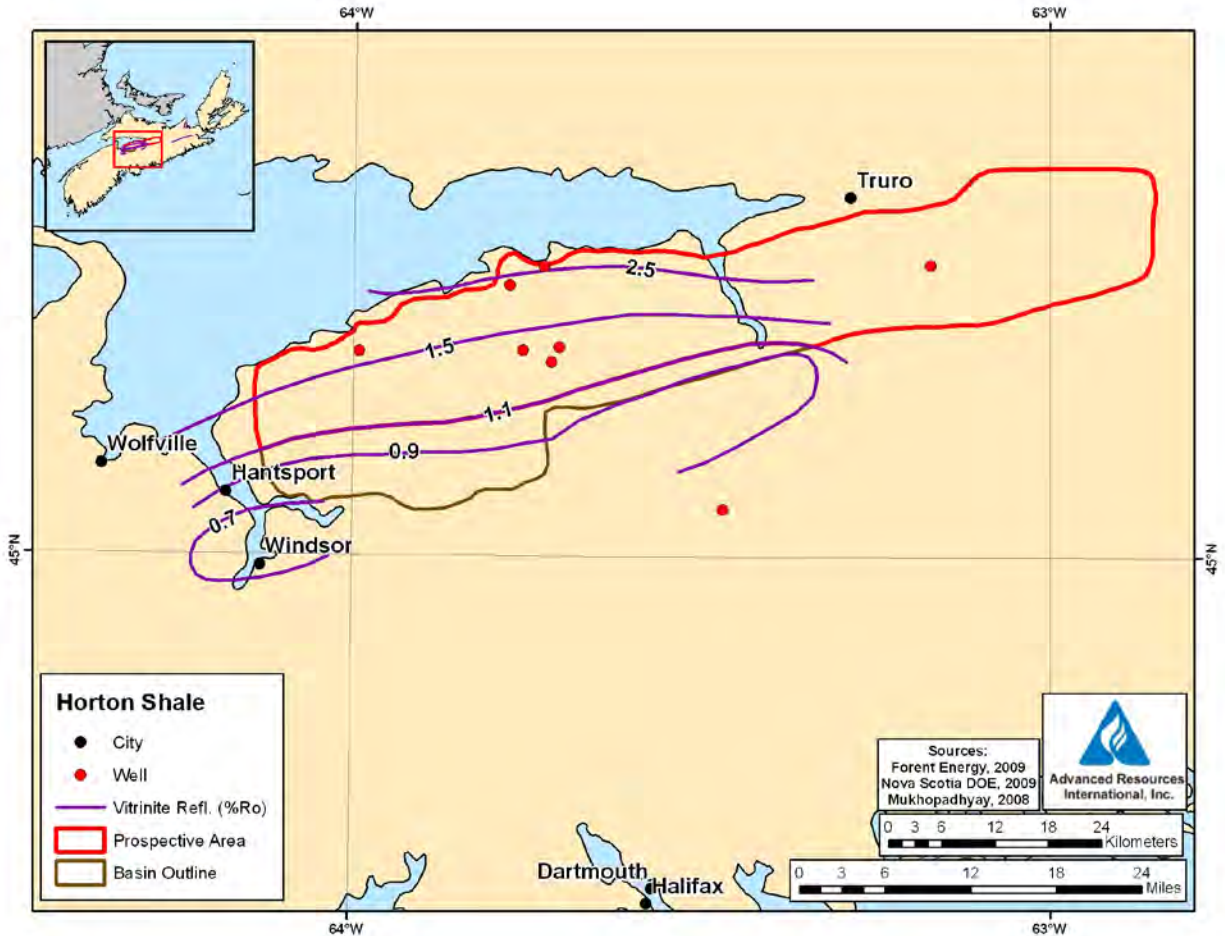 64°W
63°W
Truro
2.5
1.5
1.1
Wolfville
0.9
Hantsport
0.7
Windsor
45°N
45°N
Horton Shale
City
Well
Vitrinite Refl. (%Ro)
Prospective Area
Basin Outline
Sources:
Forent Energy, 2009
Nova Scotia DOE, 2009
Mukhopadhyay, 2008
Advanced Resources
International, Inc.
0 3 6 12 18 24
Kilometers
Dartmouth
Halifax
0 3 6 12 18 24
Miles
64°W
63°W